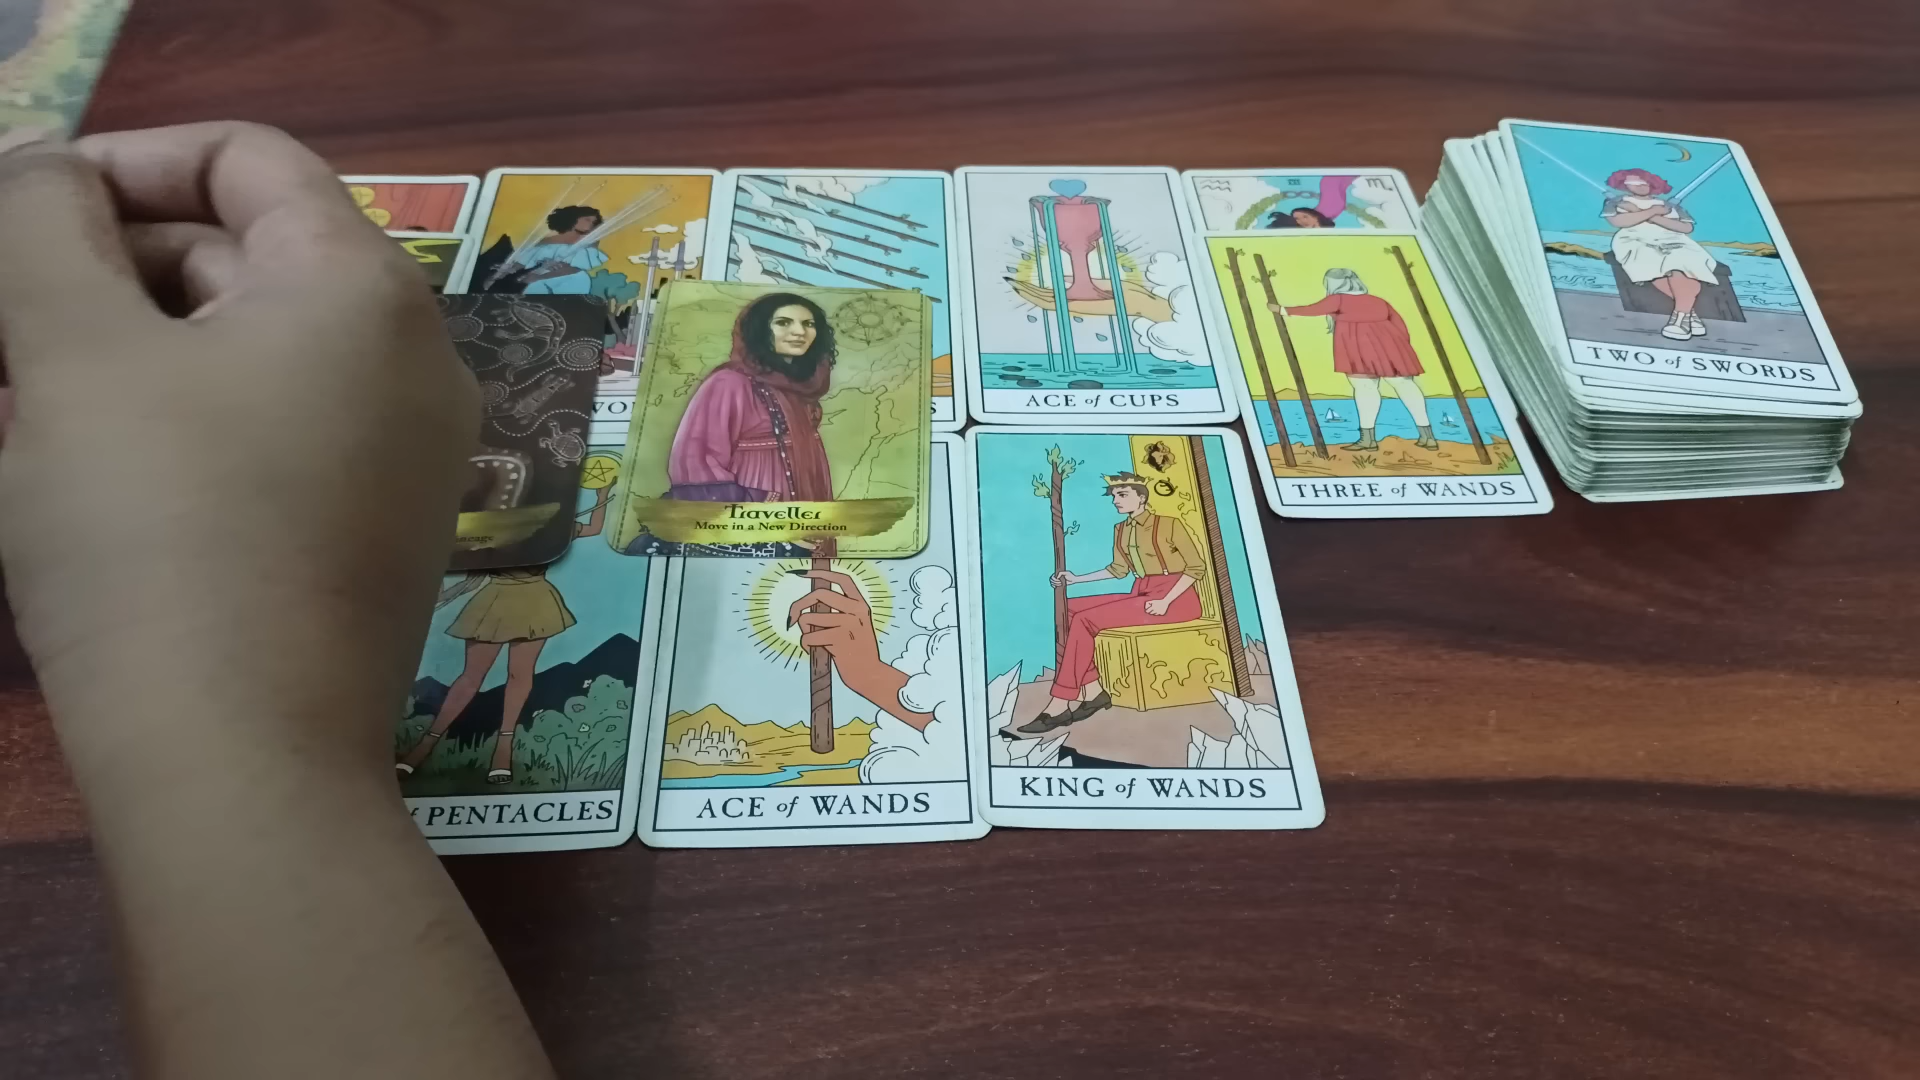 ACE of CUPS
TWO of SWORDS
THREE of WANDS
Traveller
Move in a New Direction
PENTACLES
ACE of WANDS
KING of WANDS